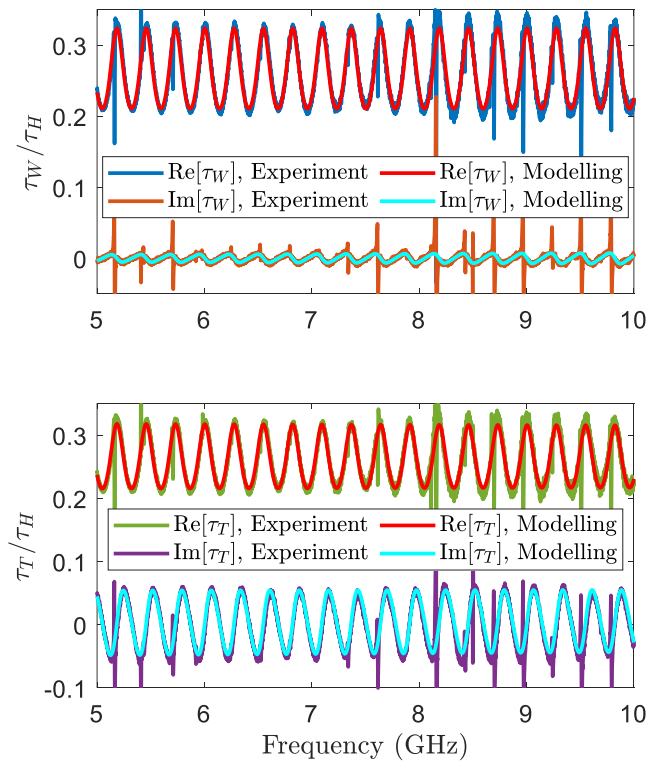 0.3
0.2
0.1
0
τ_W/τ_H
Re[τ_W], Experiment Re[τ_W], Modelling
Im[τ_W], Experiment Im[τ_W], Modelling
5 6 7 8 9 10
0.3
0.2
0.1
0
-0.1
τ_T/τ_H
Re[τ_T], Experiment Re[τ_T], Modelling
Im[τ_T], Experiment Im[τ_T], Modelling
5 6 7 8 9 10
Frequency (GHz)